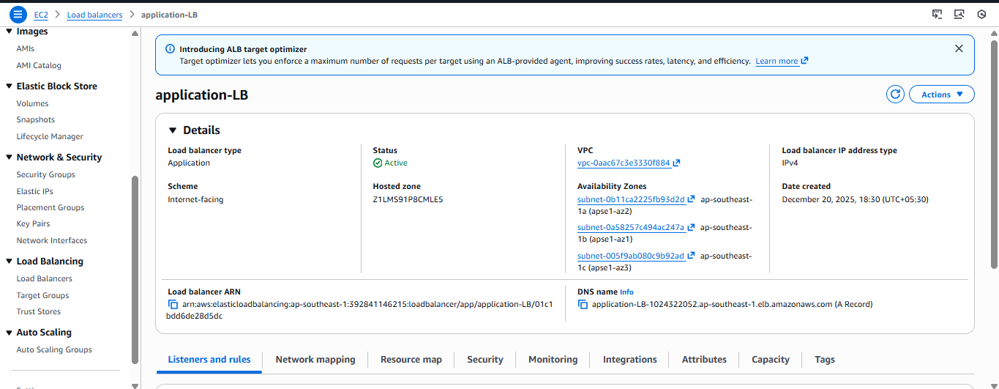 EC2 > Load balancers > application-LB
Images
AMIs
AMI Catalog
Elastic Block Store
Volumes
Snapshots
Lifecycle Manager
Network & Security
Security Groups
Elastic IPs
Placement Groups
Key Pairs
Network Interfaces
Load Balancing
Load Balancers
Target Groups
Trust Stores
Auto Scaling
Auto Scaling Groups
Introducing ALB target optimizer
Target optimizer lets you enforce a maximum number of requests per target using an ALB-provided agent, improving success rates, latency, and efficiency. Learn more
application-LB
Actions
Details
Load balancer type
Application
Status
Active
VPC
vpc-0aac67c3e3330f884
Load balancer IP address type
IPv4
Scheme
Internet-facing
Hosted zone
Z1LMS91P8CMLE5
Availability Zones
subnet-0b11ca2225fb93d2d ap-southeast-
1a (apse1-az2)
subnet-0a58257c494ac247a ap-southeast-
1b (apse1-az1)
subnet-005f9ab080c9b92ad ap-southeast-
1c (apse1-az3)
Date created
December 20, 2025, 18:30 (UTC+05:30)
Load balancer ARN
arn:aws:elasticloadbalancing:ap-southeast-1:392841146215:loadbalancer/app/application-LB/01c1
bdd6de28d5dc
DNS name Info
application-LB-1024322052.ap-southeast-1.elb.amazonaws.com (A Record)
Listeners and rules
Network mapping
Resource map
Security
Monitoring
Integrations
Attributes
Capacity
Tags